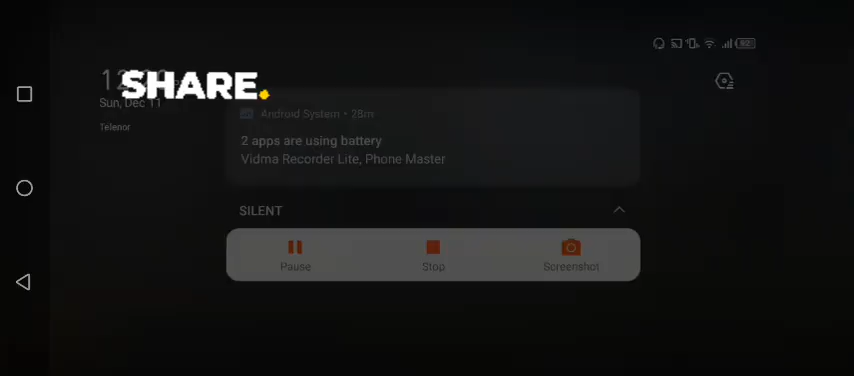 SHARE.
Sun, Dec 11
Telenor
Android System • 28m
2 apps are using battery
Vidma Recorder Lite, Phone Master
SILENT
Pause
Stop
Screenshot